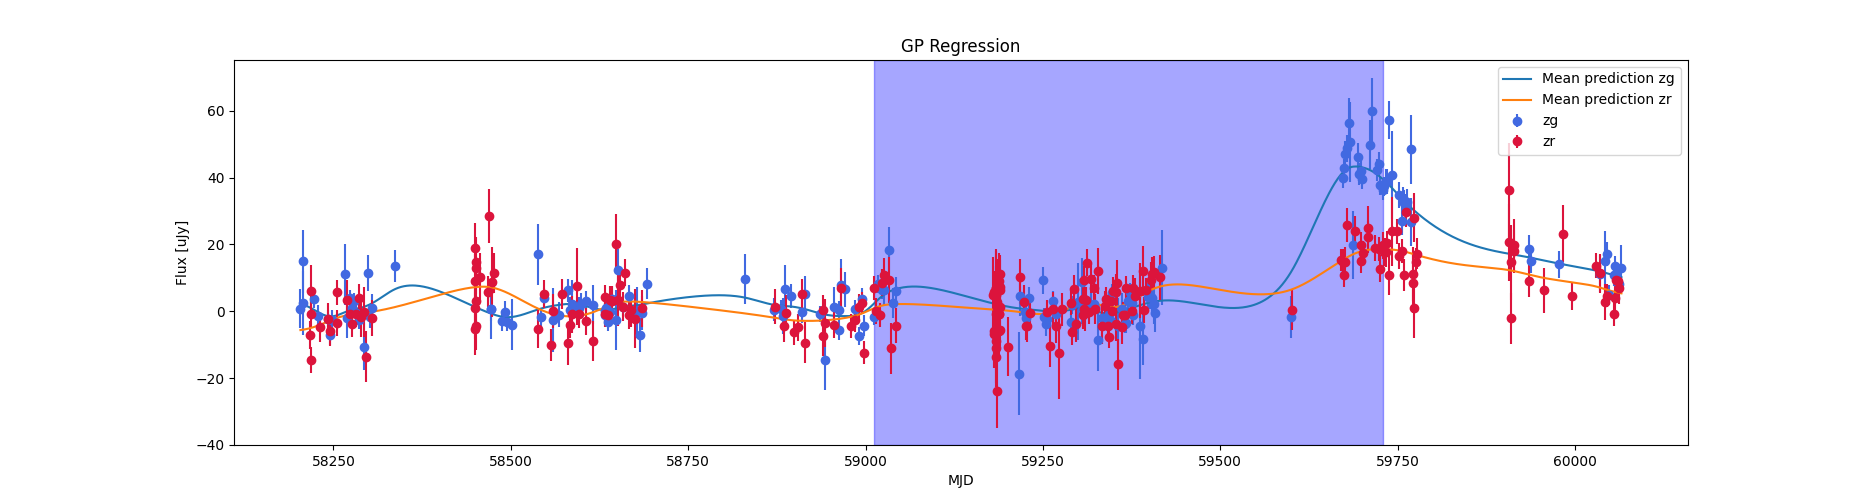 GP Regression
Mean prediction zg
Mean prediction zr
zg
zr
Flux [uJy]
60
40
20
0
−20
−40
58250 58500 58750 59000 59250 59500 59750 60000
MJD